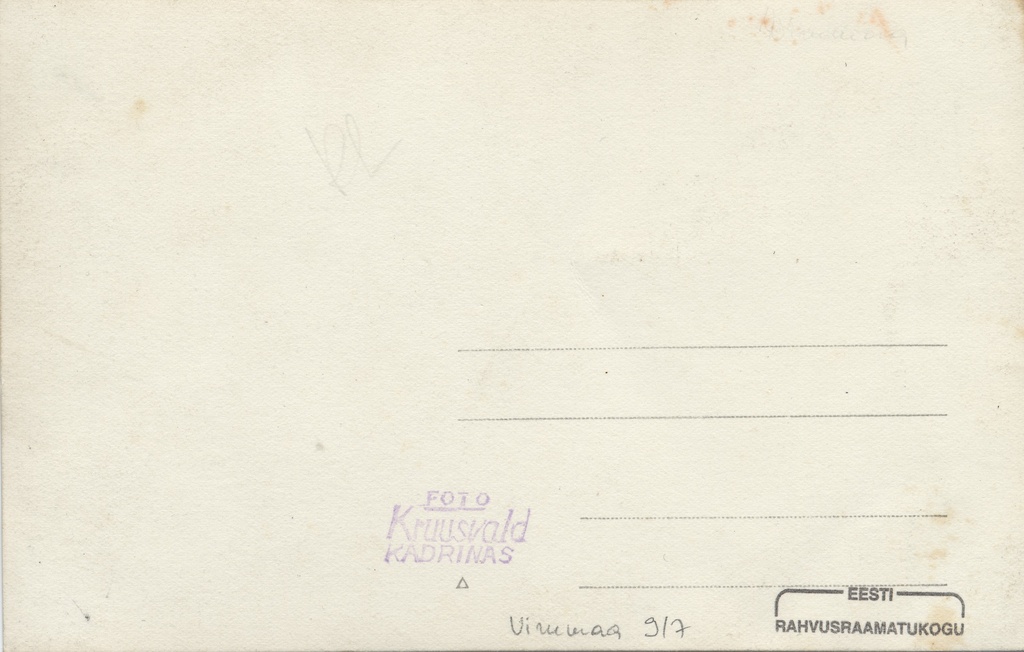 FOTO
Kruusvald
KADRINAS
EESTI
RAHVUSRAAMATUKOGU
Virumaa 9/7